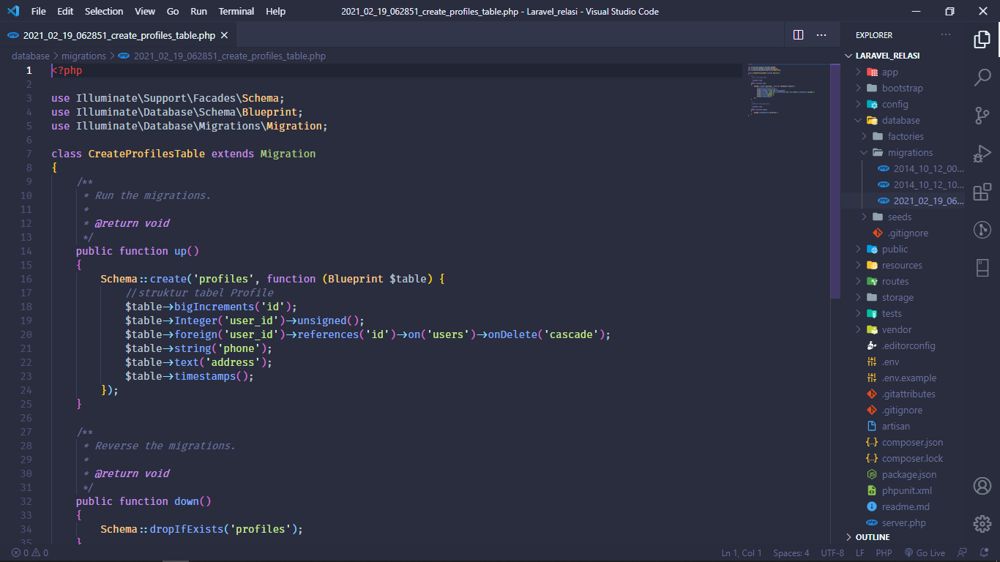 File Edit Selection View Go Run Terminal Help 2021_02_19_062851_create_profiles_table.php - Laravel_relasi - Visual Studio Code
php 2021_02_19_062851_create_profiles_table.php
database > migrations > php 2021_02_19_062851_create_profiles_table.php
1 <?php
2
3 use Illuminate\Support\Facades\Schema;
4 use Illuminate\Database\Schema\Blueprint;
5 use Illuminate\Database\Migrations\Migration;
6
7 class CreateProfilesTable extends Migration
8 {
9 /**
10 * Run the migrations.
11 *
12 * @return void
13 */
14 public function up()
15 {
16 Schema::create('profiles', function (Blueprint $table) {
17 //struktur tabel Profile
18 $table->bigIncrements('id');
19 $table->Integer('user_id')->unsigned();
20 $table->foreign('user_id')->references('id')->on('users')->onDelete('cascade');
21 $table->string('phone');
22 $table->text('address');
23 $table->timestamps();
24 });
25 }
26
27 /**
28 * Reverse the migrations.
29 *
30 * @return void
31 */
32 public function down()
33 {
34 Schema::dropIfExists('profiles');
35 }
EXPLORER
LARAVEL_RELASI
app
bootstrap
config
database
factories
migrations
php 2014_10_12_00...
php 2014_10_12_10...
php 2021_02_19_06...
seeds
.gitignore
public
resources
routes
storage
tests
vendor
.editorconfig
.env
.env.example
.gitattributes
.gitignore
artisan
composer.json
composer.lock
package.json
phpunit.xml
readme.md
php server.php
OUTLINE
0 0 Ln 1, Col 1 Spaces: 4 UTF-8 LF PHP Go Live